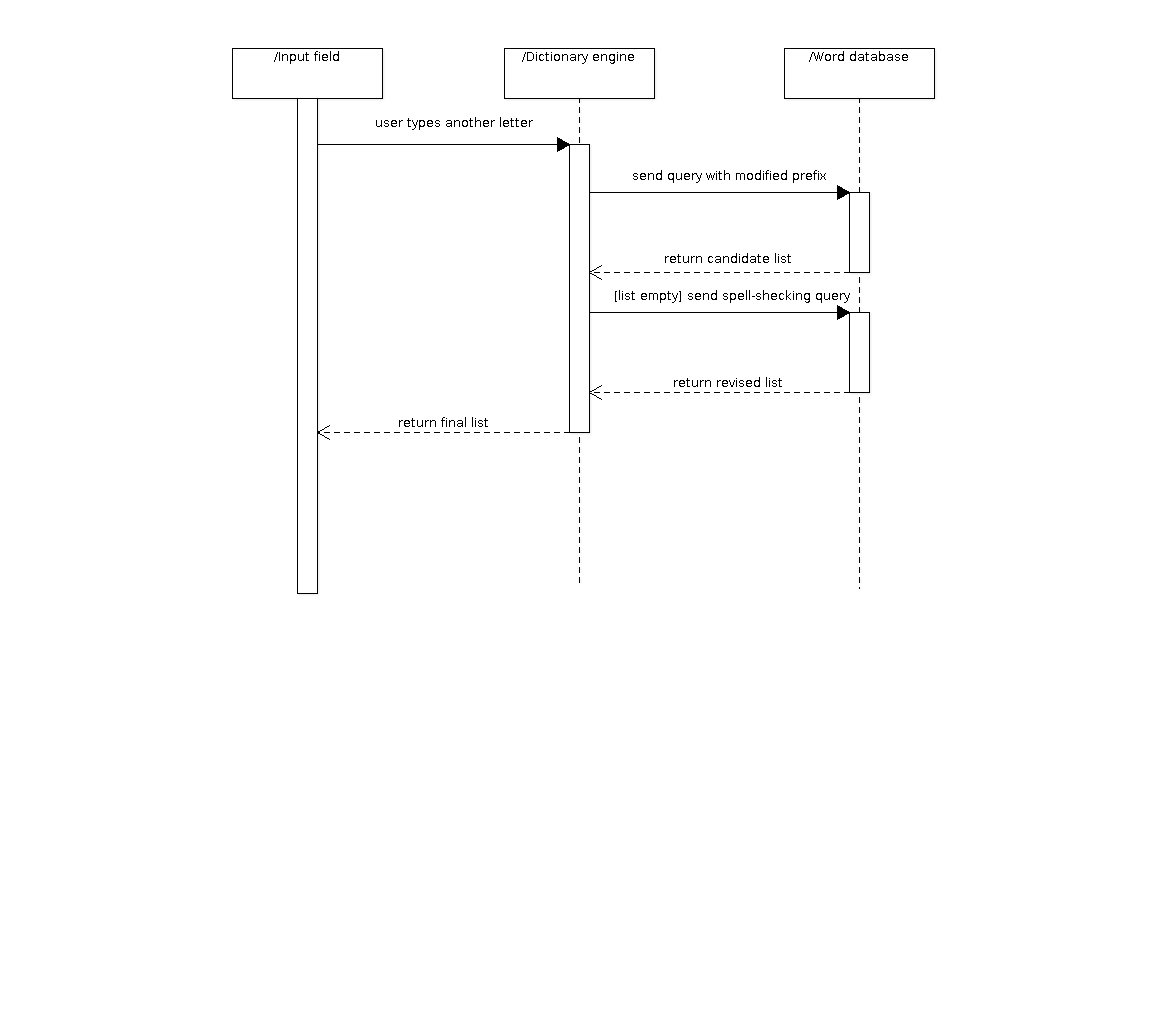 /Input field
/Dictionary engine
/Word database
user types another letter
send query with modified prefix
return candidate list
[list empty] send spell-shecking query
return revised list
return final list